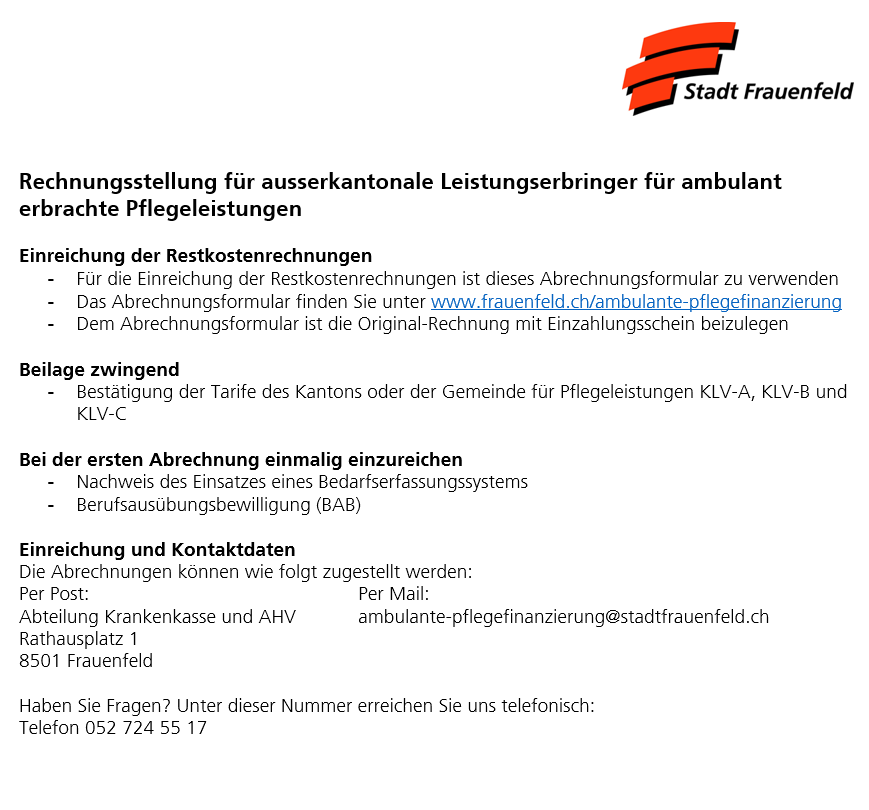 Stadt Frauenfeld
Rechnungsstellung für ausserkantonale Leistungserbringer für ambulant
erbrachte Pflegeleistungen
Einreichung der Restkostenrechnungen
- Für die Einreichung der Restkostenrechnungen ist dieses Abrechnungsformular zu verwenden
- Das Abrechnungsformular finden Sie unter www.frauenfeld.ch/ambulante-pflegefinanzierung
- Dem Abrechnungsformular ist die Original-Rechnung mit Einzahlungsschein beizulegen
Beilage zwingend
- Bestätigung der Tarife des Kantons oder der Gemeinde für Pflegeleistungen KLV-A, KLV-B und
KLV-C
Bei der ersten Abrechnung einmalig einzureichen
- Nachweis des Einsatzes eines Bedarfserfassungssystems
- Berufsausübungsbewilligung (BAB)
Einreichung und Kontaktdaten
Die Abrechnungen können wie folgt zugestellt werden:
Per Post: Per Mail:
Abteilung Krankenkasse und AHV ambulante-pflegefinanzierung@stadtfrauenfeld.ch
Rathausplatz 1
8501 Frauenfeld
Haben Sie Fragen? Unter dieser Nummer erreichen Sie uns telefonisch:
Telefon 052 724 55 17